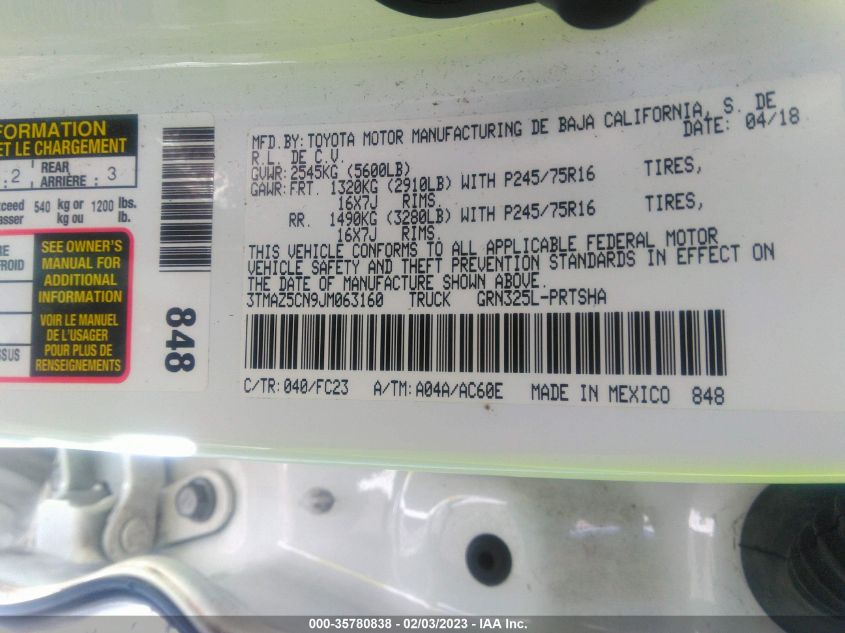 FORMATION
ET LE CHARGEMENT
2 REAR ARRIÈRE : 3
540 kg or 1200 lbs.
kg ou lb.
SEE OWNER'S
MANUAL FOR
ADDITIONAL
INFORMATION
VOIR LE MANUEL
DE L'USAGER
POUR PLUS DE
RENSEIGNEMENTS
848
MFD.BY:TOYOTA MOTOR MANUFACTURING DE BAJA CALIFORNIA, S. DE
R.L. DE C.V. DATE: 04/18
GVWR:2545KG (5600LB)
GAWR:FRT. 1320KG (2910LB) WITH P245/75R16 TIRES,
16X7J RIMS.
RR. 1490KG (3280LB) WITH P245/75R16 TIRES,
16X7J RIMS.
THIS VEHICLE CONFORMS TO ALL APPLICABLE FEDERAL MOTOR
VEHICLE SAFETY AND THEFT PREVENTION STANDARDS IN EFFECT ON
THE DATE OF MANUFACTURE SHOWN ABOVE.
3TMAZ5CN9JM063160 TRUCK GRN325L-PRTSHA
C/TR:040/FC23 A/TM:A04A/AC60E MADE IN MEXICO 848
000-35780838 - 02/03/2023 - IAA Inc.